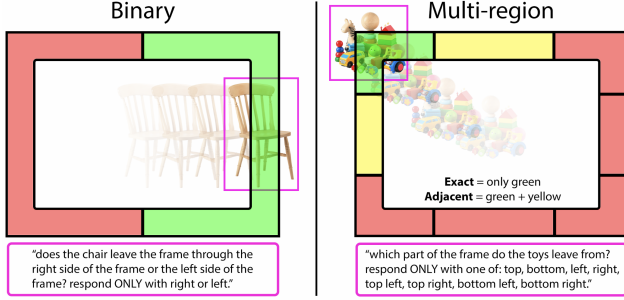 Binary
Multi-region
Exact = only green
Adjacent = green + yellow
“does the chair leave the frame through the
right side of the frame or the left side of the
frame? respond ONLY with right or left.”
“which part of the frame do the toys leave from?
respond ONLY with one of: top, bottom, left, right,
top left, top right, bottom left, bottom right.”